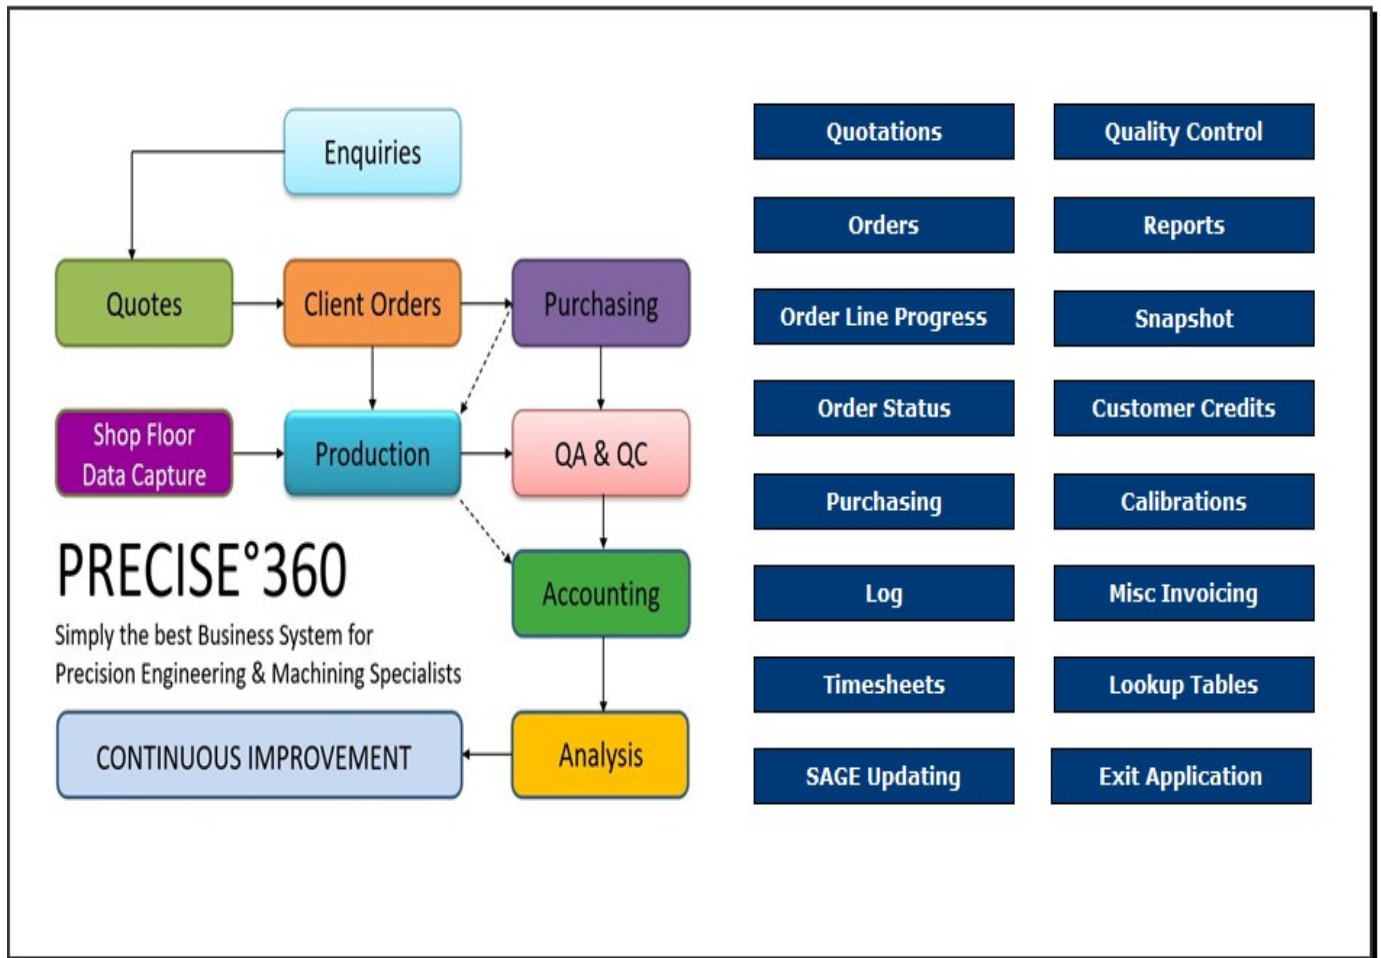 Enquiries
Quotes
Client Orders
Purchasing
Shop Floor
Data Capture
Production
QA & QC
PRECISE°360
Accounting
Simply the best Business System for
Precision Engineering & Machining Specialists
CONTINUOUS IMPROVEMENT
Analysis
Quotations
Quality Control
Orders
Reports
Order Line Progress
Snapshot
Order Status
Customer Credits
Purchasing
Calibrations
Log
Misc Invoicing
Timesheets
Lookup Tables
SAGE Updating
Exit Application